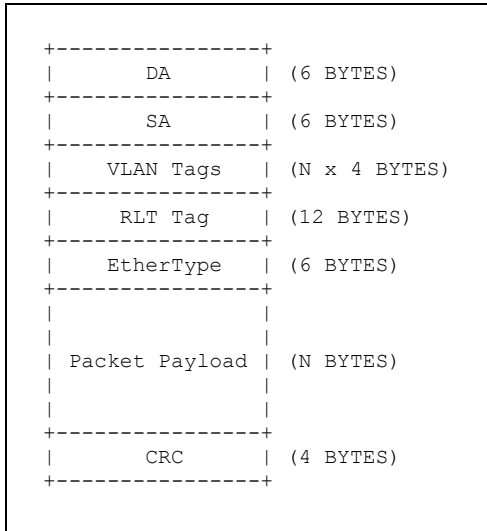 +----------------+
|       DA       | (6 BYTES)
+----------------+
|       SA       | (6 BYTES)
+----------------+
|   VLAN Tags    | (N x 4 BYTES)
+----------------+
|    RLT Tag     | (12 BYTES)
+----------------+
|   EtherType    | (6 BYTES)
+----------------+
|                |
|                |
| Packet Payload | (N BYTES)
|                |
|                |
+----------------+
|      CRC       | (4 BYTES)
+----------------+